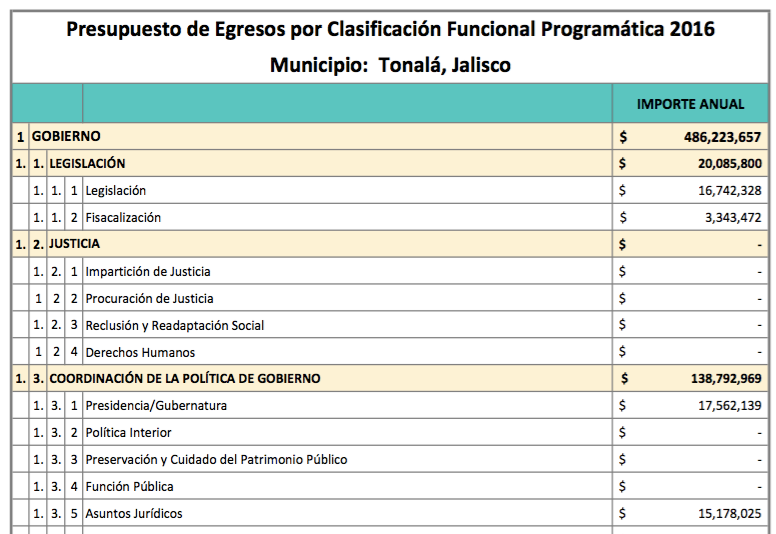 Presupuesto de Egresos por Clasificación Funcional Programática 2016
Municipio: Tonalá, Jalisco
IMPORTE ANUAL
1 GOBIERNO $ 486,223,657
1. 1. LEGISLACIÓN $ 20,085,800
1. 1. 1 Legislación $ 16,742,328
1. 1. 2 Fisacalización $ 3,343,472
1. 2. JUSTICIA $ -
1. 2. 1 Impartición de Justicia $ -
1 2 2 Procuración de Justicia $ -
1. 2. 3 Reclusión y Readaptación Social $ -
1 2 4 Derechos Humanos $ -
1. 3. COORDINACIÓN DE LA POLÍTICA DE GOBIERNO $ 138,792,969
1. 3. 1 Presidencia/Gubernatura $ 17,562,139
1. 3. 2 Política Interior $ -
1. 3. 3 Preservación y Cuidado del Patrimonio Público $ -
1. 3. 4 Función Pública $ -
1. 3. 5 Asuntos Jurídicos $ 15,178,025